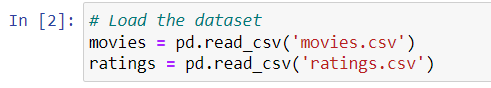 In [2]: # Load the dataset
movies = pd.read_csv('movies.csv')
ratings = pd.read_csv('ratings.csv')